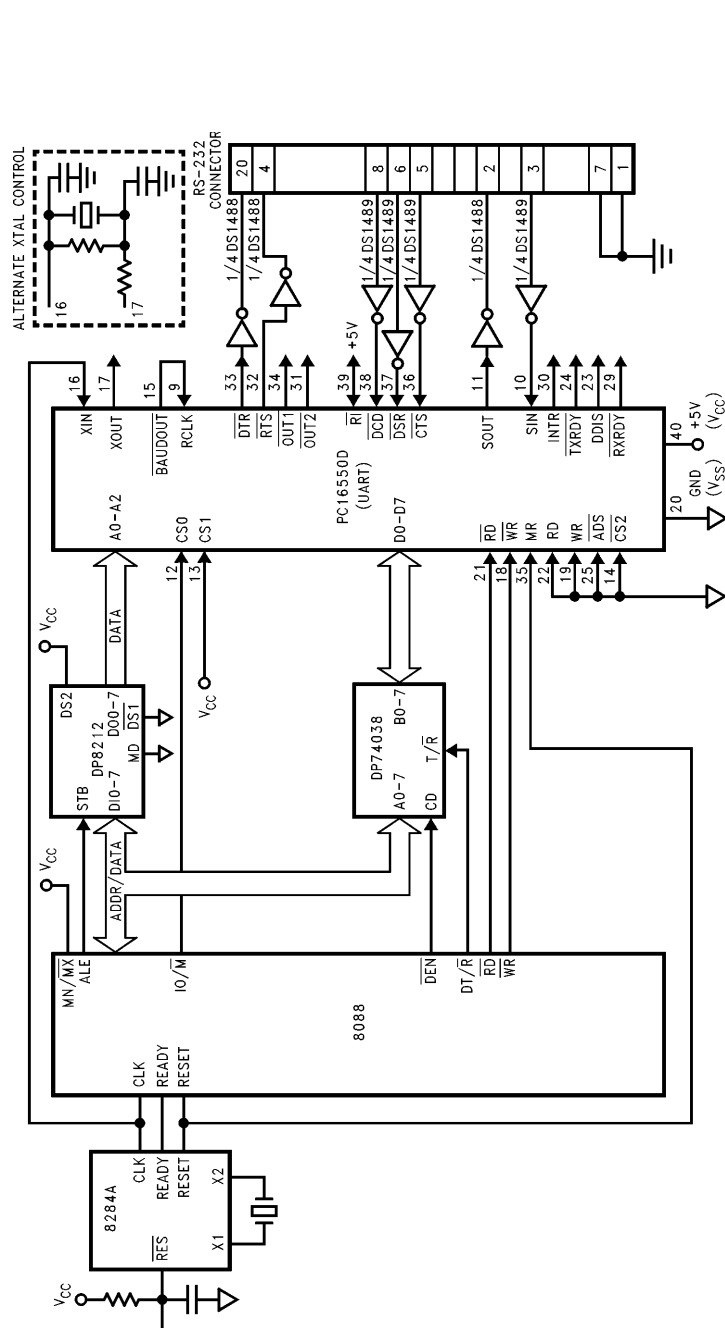 ALTERNATE XTAL CONTROL
16
17
RS-232
CONNECTOR
20
4
8
6
5
2
3
7
1
1/4 DS1488
1/4 DS1488
1/4 DS1489
1/4 DS1489
1/4 DS1489
1/4 DS1488
1/4 DS1489
+5V
16
17
15
9
33
32
34
31
39
38
37
36
11
10
30
24
23
29
XIN
XOUT
BAUDOUT
RCLK
DTR
RTS
OUT1
OUT2
RI
DCD
DSR
CTS
SOUT
SIN
INTR
TXRDY
DDIS
RXRDY
PC16550D
(UART)
40
+5V
(VCC)
20
GND
(VSS)
A0-A2
CS0
CS1
D0-D7
RD
WR
MR
RD
WR
ADS
CS2
12
13
21
18
35
22
19
25
14
VCC
DATA
VCC
DS2
DO0-7
DS1
DP8212
MD
STB
DI0-7
B0-7
DP74038
T/R
A0-7
CD
VCC
ADDR/DATA
MN/MX
ALE
IO/M
DEN
DT/R
RD
WR
8088
CLK
READY
RESET
CLK
READY
RESET
8284A
X2
X1
RES
VCC